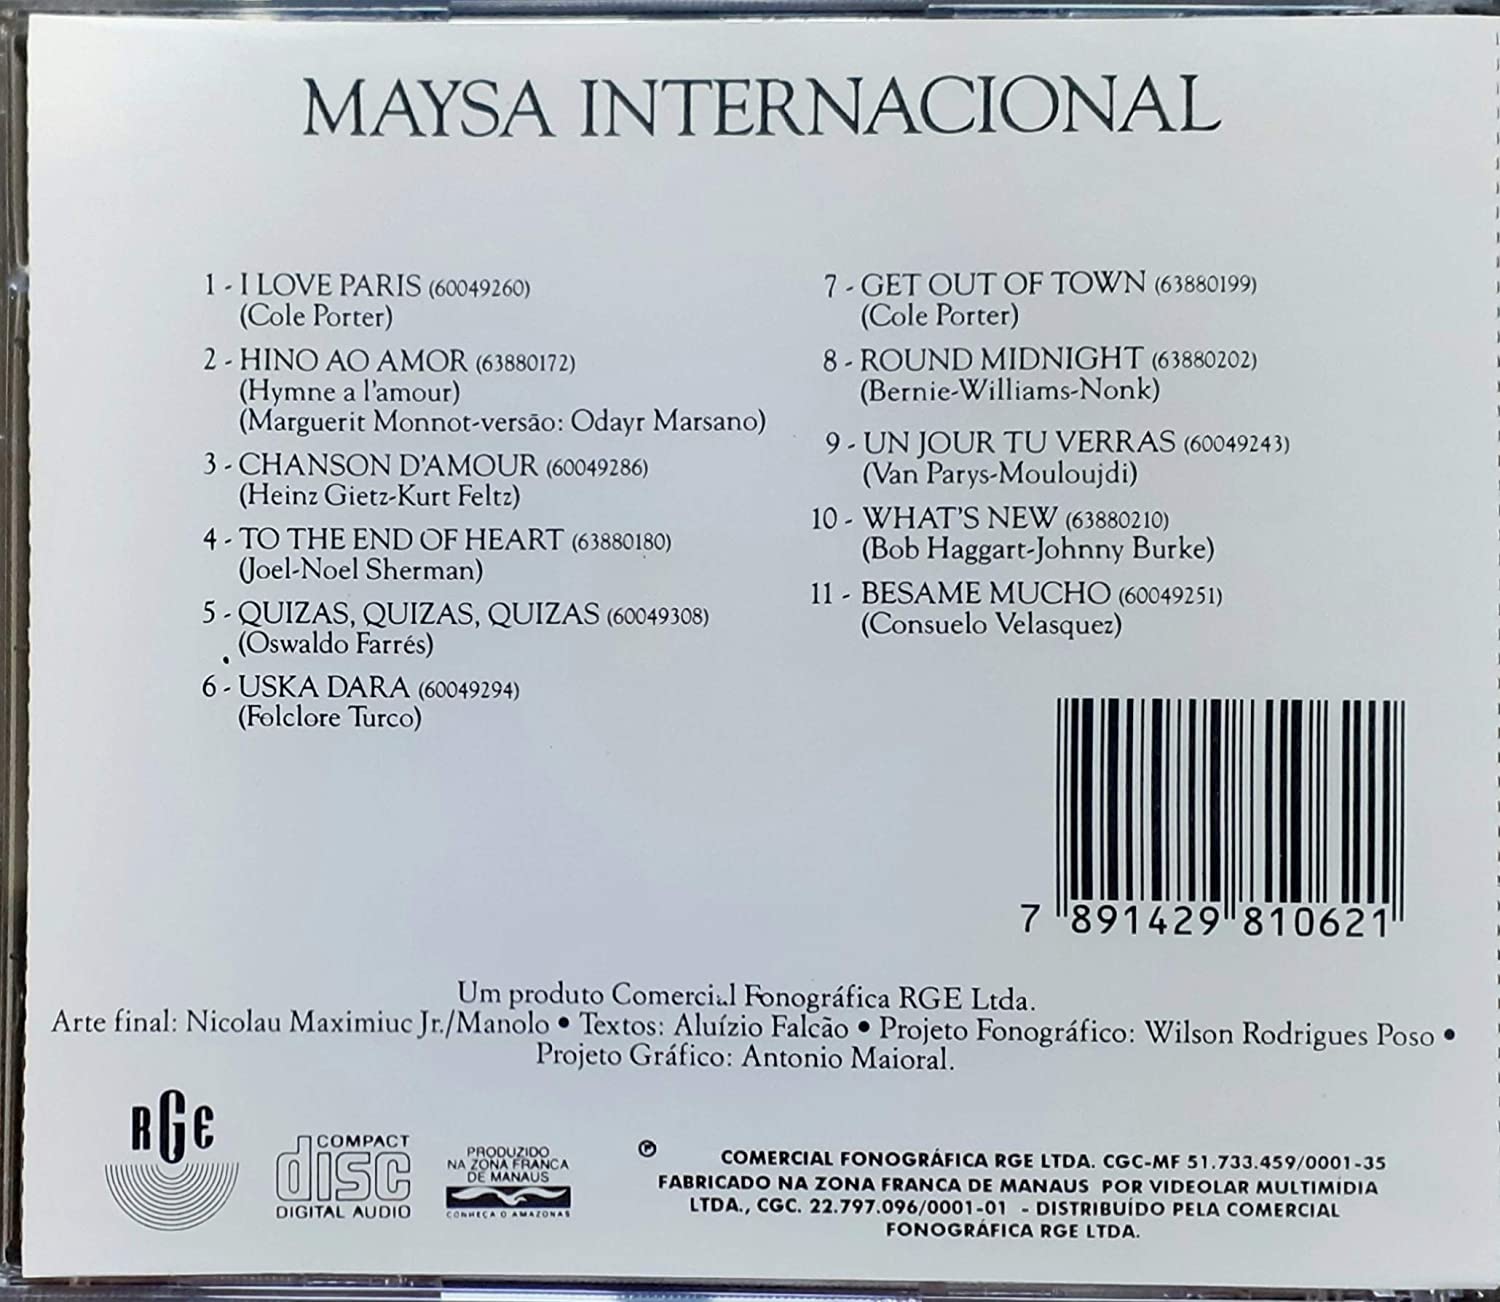 MAYSA INTERNACIONAL
1 - I LOVE PARIS (60049260)
(Cole Porter)
2 - HINO AO AMOR (63880172)
(Hymne a l'amour)
(Marguerit Monnot-versão: Odayr Marsano)
3 - CHANSON D'AMOUR (60049286)
(Heinz Gietz-Kurt Feltz)
4 - TO THE END OF HEART (63880180)
(Joel-Noel Sherman)
5 - QUIZAS, QUIZAS, QUIZAS (60049308)
(Oswaldo Farrés)
6 - USKA DARA (60049294)
(Folclore Turco)
7 - GET OUT OF TOWN (63880199)
(Cole Porter)
8 - ROUND MIDNIGHT (63880202)
(Bernie-Williams-Nonk)
9 - UN JOUR TU VERRAS (60049243)
(Van Parys-Mouloujdi)
10 - WHAT'S NEW (63880210)
(Bob Haggart-Johnny Burke)
11 - BESAME MUCHO (60049251)
(Consuelo Velasquez)
7 891429 810621
Um produto Comercial Fonográfica RGE Ltda.
Arte final: Nicolau Maximiuc Jr./Manolo • Textos: Aluízio Falcão • Projeto Fonográfico: Wilson Rodrigues Poso •
Projeto Gráfico: Antonio Maioral.
RGE
COMPACT
disc
DIGITAL AUDIO
PRODUZIDO
NA ZONA FRANCA
DE MANAUS
CONHEÇA O AMAZONAS
℗ COMERCIAL FONOGRÁFICA RGE LTDA. CGC-MF 51.733.459/0001-35
FABRICADO NA ZONA FRANCA DE MANAUS POR VIDEOLAR MULTIMÍDIA
LTDA., CGC. 22.797.096/0001-01 - DISTRIBUÍDO PELA COMERCIAL
FONOGRÁFICA RGE LTDA.